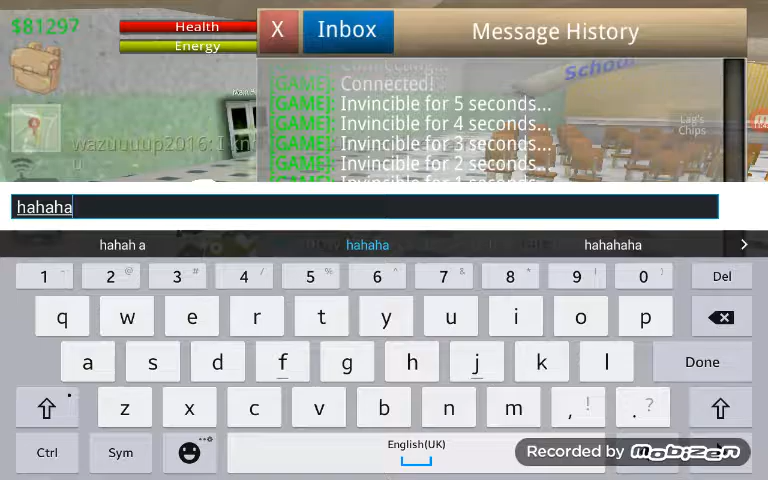 $81297
Health
Energy
X
Inbox
Message History
[GAME]: Connected!
[GAME]: Invincible for 5 seconds...
[GAME]: Invincible for 4 seconds...
[GAME]: Invincible for 3 seconds...
[GAME]: Invincible for 2 seconds...
School
Lag's
Chips
wazuuuup2016: I kn
u
hahaha
hahah a
hahaha
hahahaha
1 2 @ 3 # 4 / 5 % 6 ^ 7 & 8 * 9 ( 0 ) Del
q w e r t y u i o p
a s d f g h j k l Done
z x c v b n m , ! . ?
Ctrl Sym English(UK)
Recorded by Mobizen